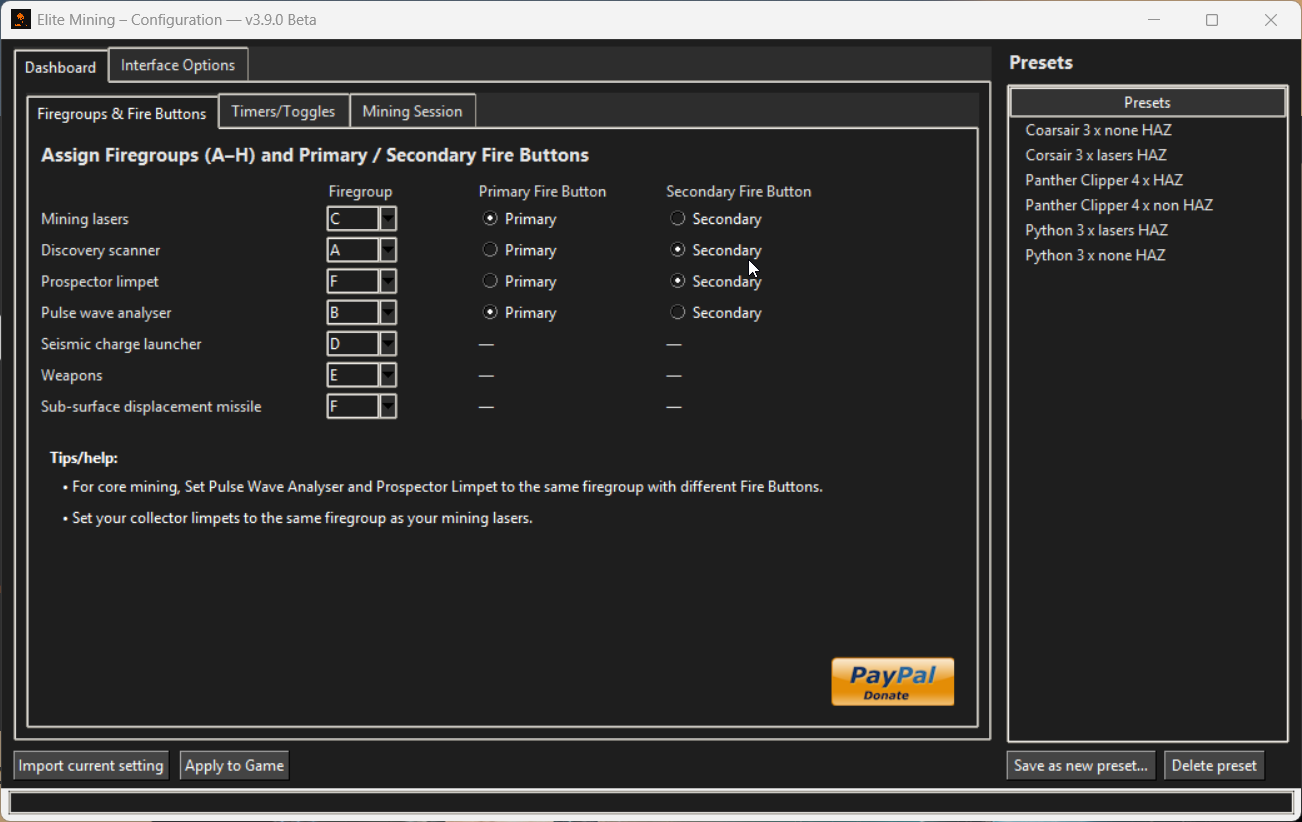 Elite Mining – Configuration — v3.9.0 Beta
Dashboard
Interface Options
Presets
Firegroups & Fire Buttons
Timers/Toggles
Mining Session
Assign Firegroups (A–H) and Primary / Secondary Fire Buttons
Firegroup Primary Fire Button Secondary Fire Button
Mining lasers C Primary Secondary
Discovery scanner A Primary Secondary
Prospector limpet F Primary Secondary
Pulse wave analyser B Primary Secondary
Seismic charge launcher D — —
Weapons E — —
Sub-surface displacement missile F — —
Tips/help:
• For core mining, Set Pulse Wave Analyser and Prospector Limpet to the same firegroup with different Fire Buttons.
• Set your collector limpets to the same firegroup as your mining lasers.
PayPal
Donate
Presets
Coarsair 3 x none HAZ
Corsair 3 x lasers HAZ
Panther Clipper 4 x HAZ
Panther Clipper 4 x non HAZ
Python 3 x lasers HAZ
Python 3 x none HAZ
Import current setting
Apply to Game
Save as new preset...
Delete preset